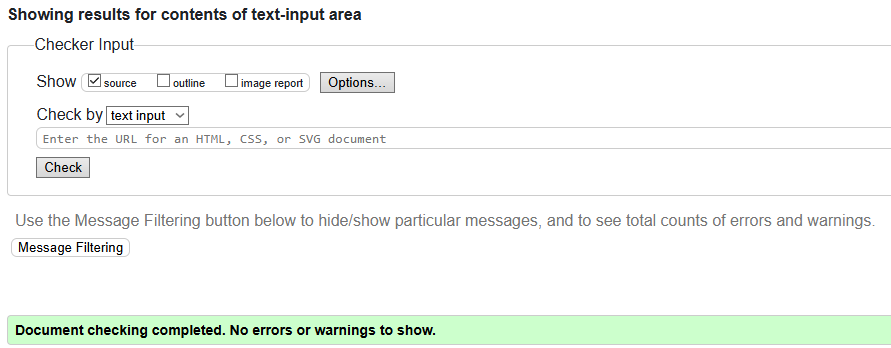 Showing results for contents of text-input area
Checker Input
Show source outline image report Options...
Check by text input
Enter the URL for an HTML, CSS, or SVG document
Check
Use the Message Filtering button below to hide/show particular messages, and to see total counts of errors and warnings.
Message Filtering
Document checking completed. No errors or warnings to show.